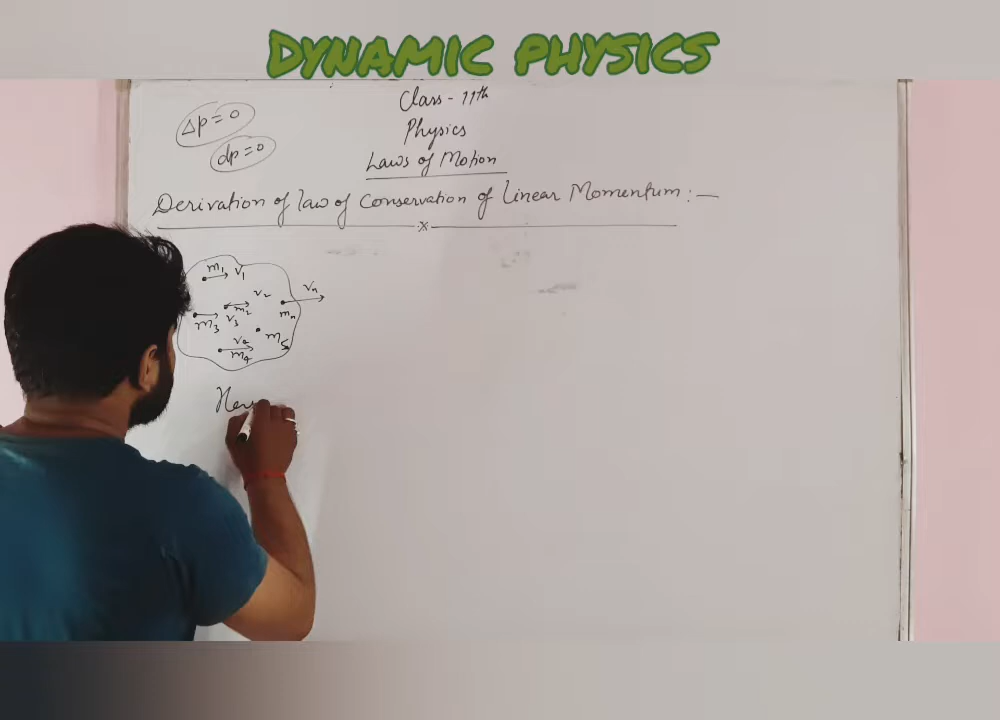 DYNAMIC PHYSICS
Δp=0
dp=0
Class - 11th
Physics
Laws of Motion
Derivation of law of Conservation of Linear Momentum :—
x
m1 v1
v2
m2
vn
mn
m3 v3
m5
v4
m4